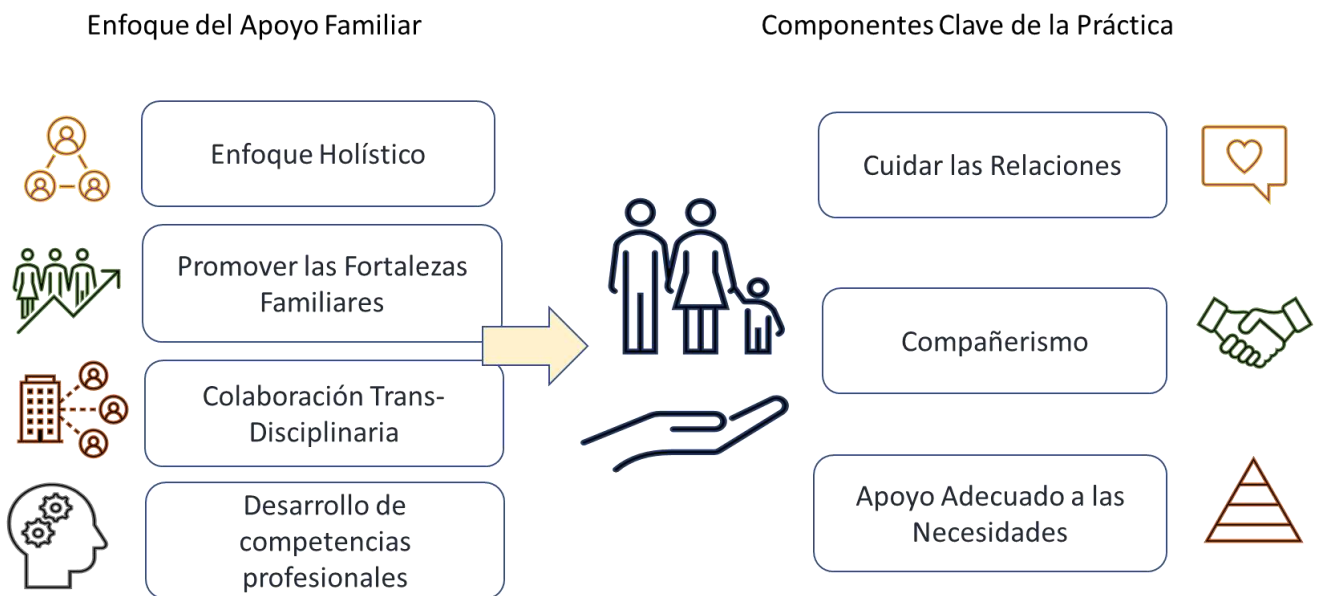 Enfoque del Apoyo Familiar
Enfoque Holístico
Promover las Fortalezas
Familiares
Colaboración Trans-
Disciplinaria
Desarrollo de
competencias
profesionales
Componentes Clave de la Práctica
Cuidar las Relaciones
Compañerismo
Apoyo Adecuado a las
Necesidades